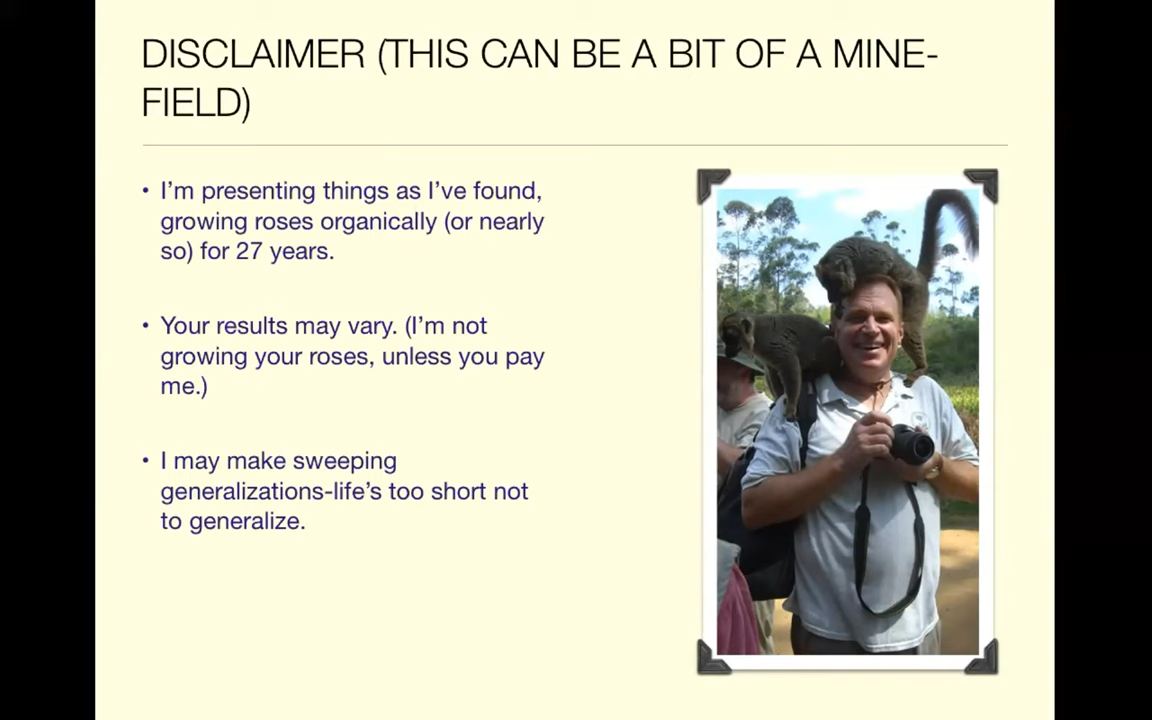 DISCLAIMER (THIS CAN BE A BIT OF A MINE-
FIELD)
• I'm presenting things as I've found,
growing roses organically (or nearly
so) for 27 years.
• Your results may vary. (I'm not
growing your roses, unless you pay
me.)
• I may make sweeping
generalizations-life's too short not
to generalize.